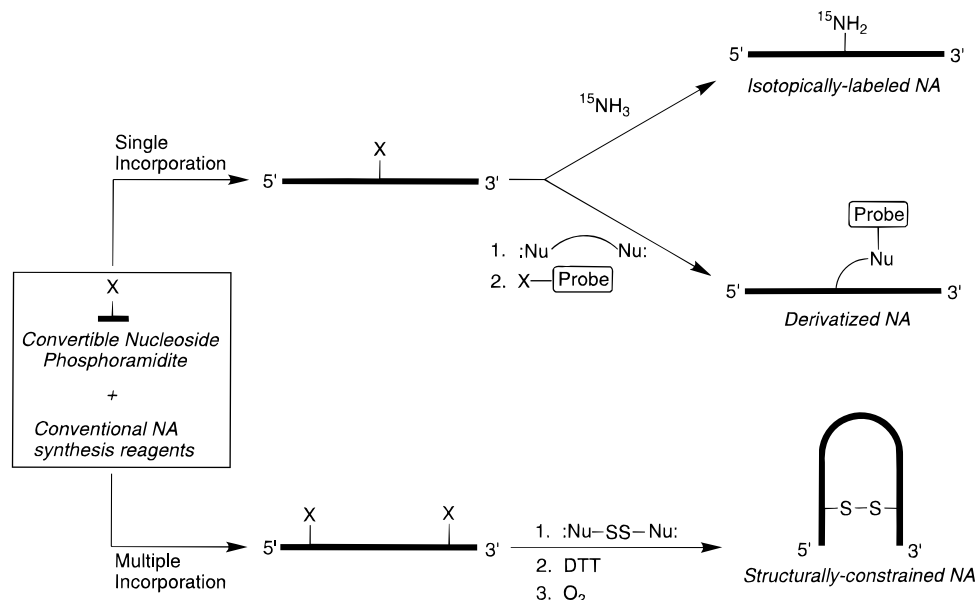 ¹⁵NH₂
5' 3'
Isotopically-labeled NA
¹⁵NH₃
Single
Incorporation
X
5' 3'
Probe
1. :Nu Nu:
2. X—Probe
Nu
5' 3'
Derivatized NA
X
Convertible Nucleoside
Phosphoramidite
+
Conventional NA
synthesis reagents
X X
5' 3'
Multiple
Incorporation
1. :Nu—SS—Nu:
2. DTT
3. O₂
S—S
5' 3'
Structurally-constrained NA